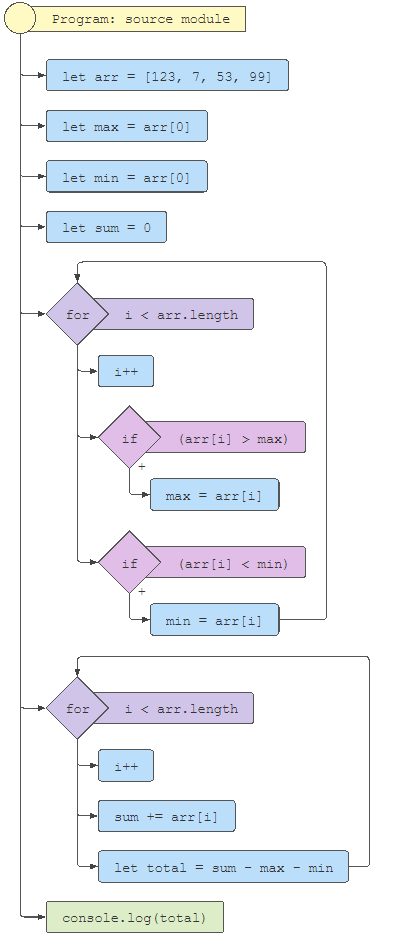 Program: source module
let arr = [123, 7, 53, 99]
let max = arr[0]
let min = arr[0]
let sum = 0
for i < arr.length
i++
if (arr[i] > max)
+
max = arr[i]
if (arr[i] < min)
+
min = arr[i]
for i < arr.length
i++
sum += arr[i]
let total = sum - max - min
console.log(total)